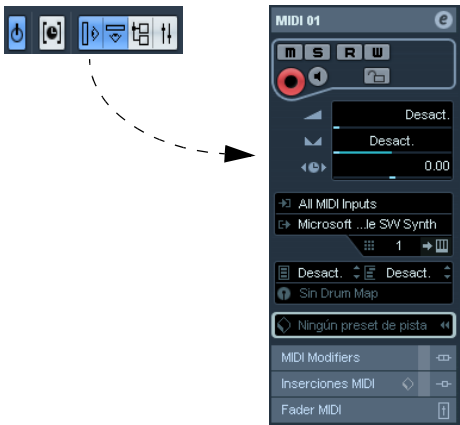 MIDI 01 e
m S R W
Desact.
Desact.
0.00
All MIDI Inputs
Microsoft ...le SW Synth
1
Desact. Desact.
Sin Drum Map
Ningún preset de pista
MIDI Modifiers
Inserciones MIDI
Fader MIDI